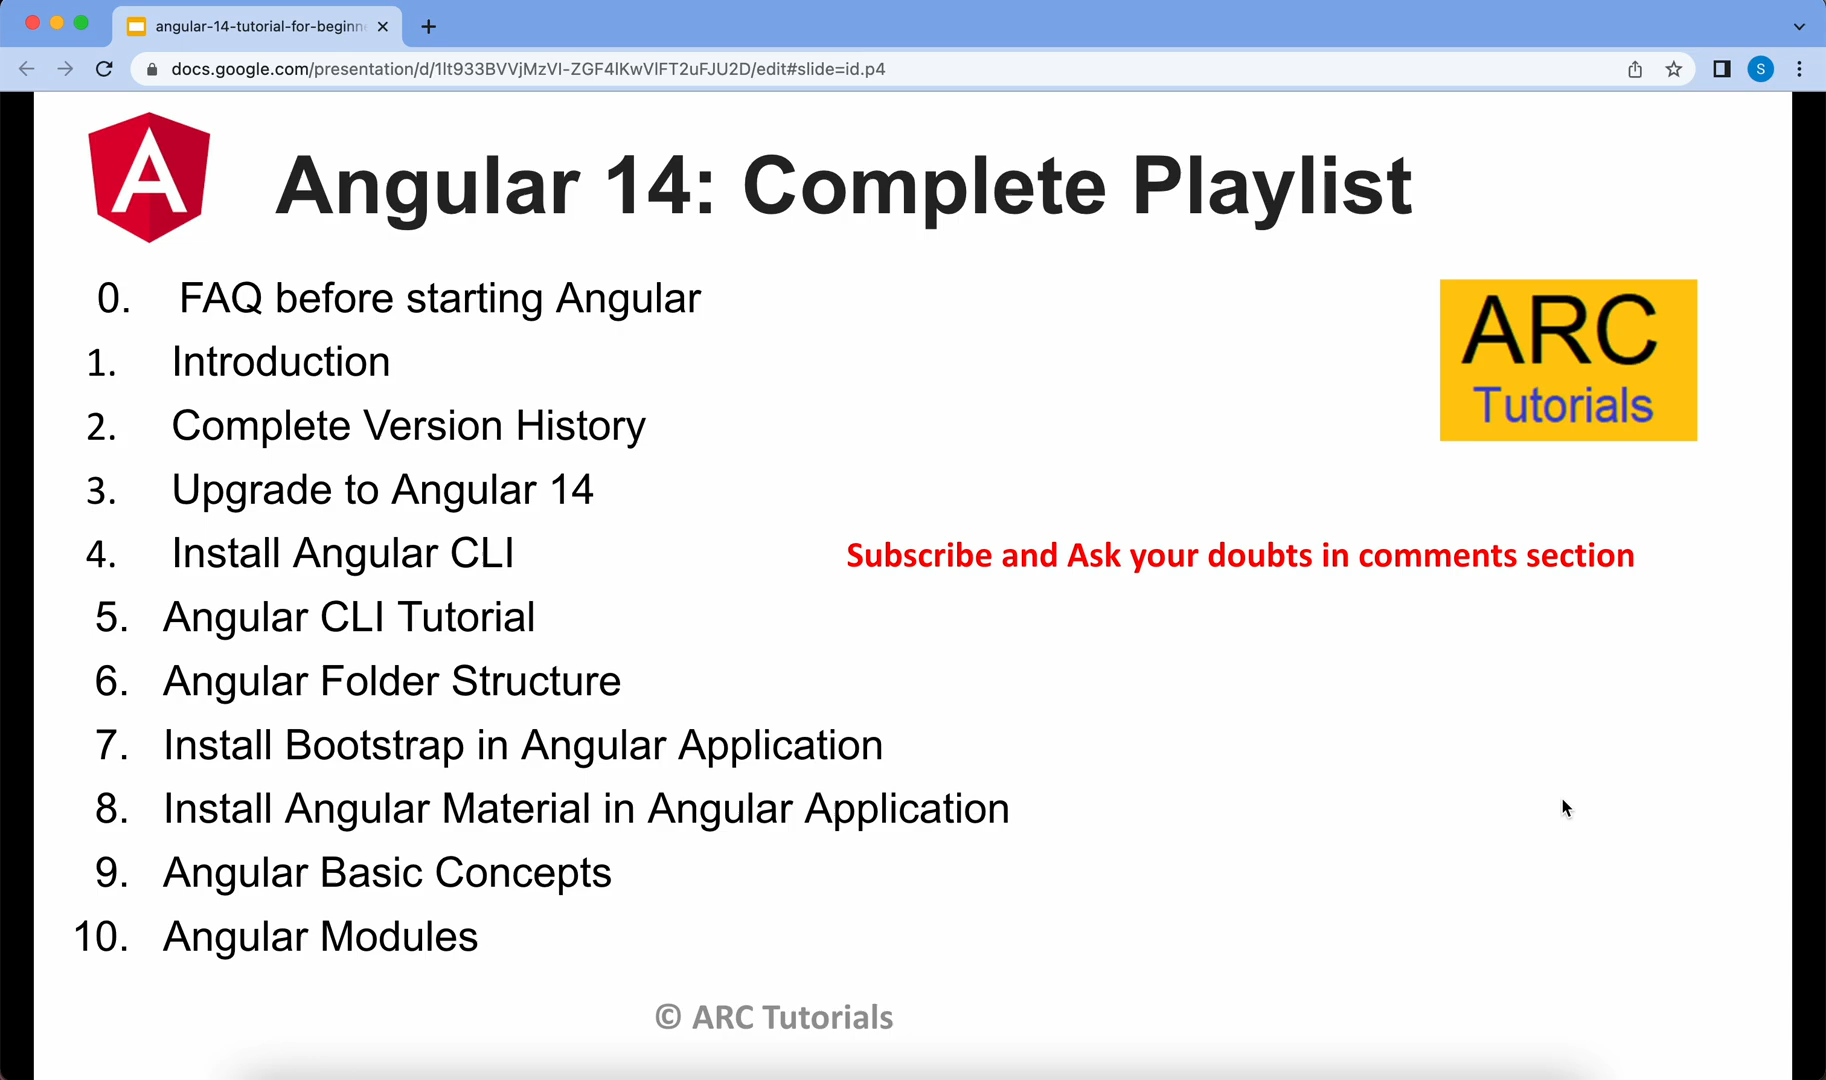 angular-14-tutorial-for-beginn
docs.google.com/presentation/d/1lt933BVVjMzVI-ZGF4lKwVlFT2uFJU2D/edit#slide=id.p4
S
Angular 14: Complete Playlist
0. FAQ before starting Angular
1. Introduction
2. Complete Version History
3. Upgrade to Angular 14
4. Install Angular CLI
5. Angular CLI Tutorial
6. Angular Folder Structure
7. Install Bootstrap in Angular Application
8. Install Angular Material in Angular Application
9. Angular Basic Concepts
10. Angular Modules
ARC
Tutorials
Subscribe and Ask your doubts in comments section
© ARC Tutorials